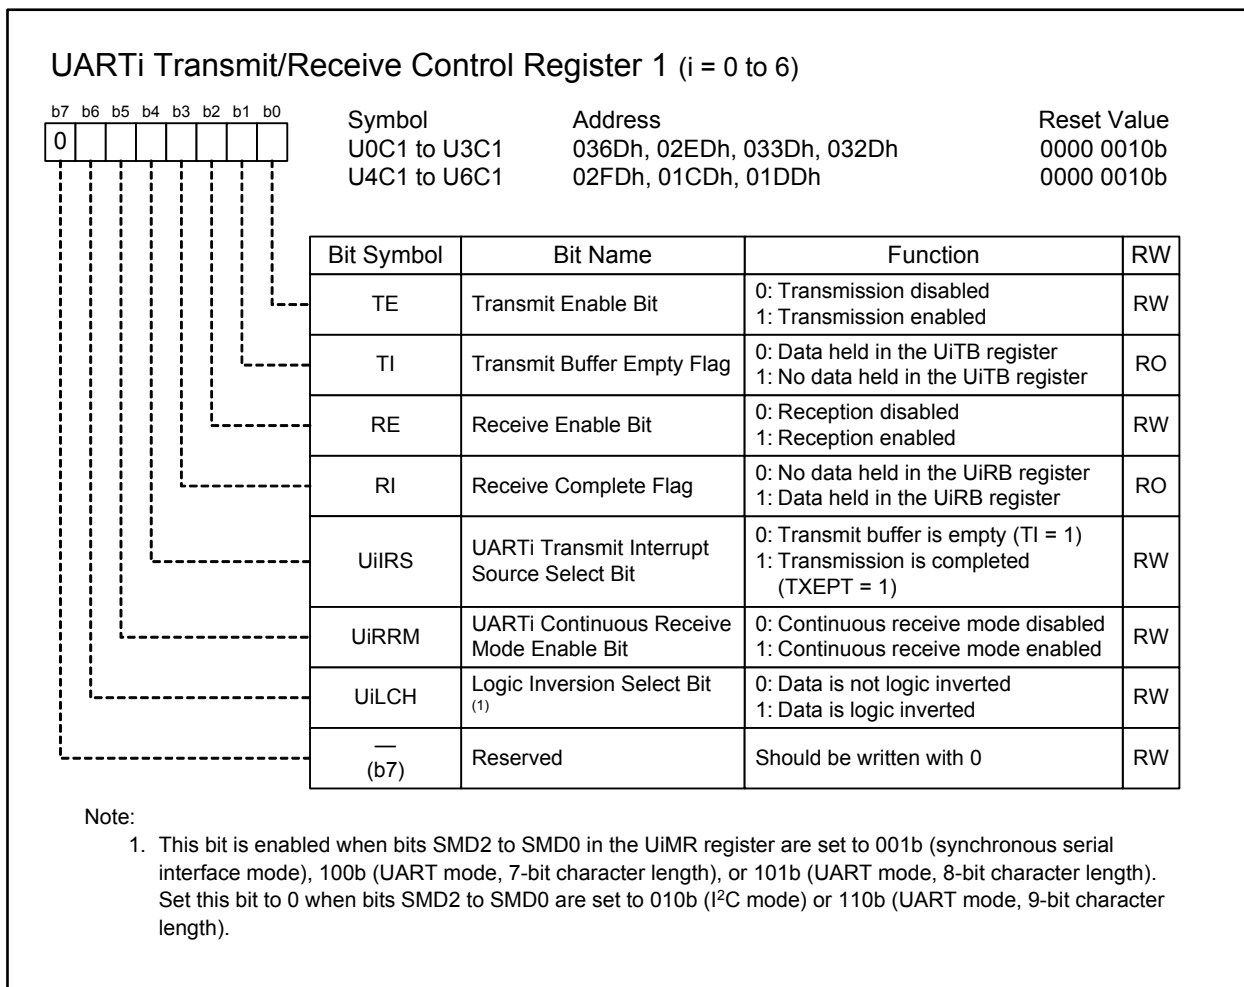 UARTi Transmit/Receive Control Register 1 (i = 0 to 6)
b7 b6 b5 b4 b3 b2 b1 b0
0
Symbol Address Reset Value
U0C1 to U3C1 036Dh, 02EDh, 033Dh, 032Dh 0000 0010b
U4C1 to U6C1 02FDh, 01CDh, 01DDh 0000 0010b
Bit Symbol Bit Name Function RW
TE Transmit Enable Bit 0: Transmission disabled
1: Transmission enabled RW
TI Transmit Buffer Empty Flag 0: Data held in the UiTB register
1: No data held in the UiTB register RO
RE Receive Enable Bit 0: Reception disabled
1: Reception enabled RW
RI Receive Complete Flag 0: No data held in the UiRB register
1: Data held in the UiRB register RO
UiIRS UARTi Transmit Interrupt
Source Select Bit 0: Transmit buffer is empty (TI = 1)
1: Transmission is completed
(TXEPT = 1) RW
UiRRM UARTi Continuous Receive
Mode Enable Bit 0: Continuous receive mode disabled
1: Continuous receive mode enabled RW
UiLCH Logic Inversion Select Bit
(1) 0: Data is not logic inverted
1: Data is logic inverted RW
—
(b7) Reserved Should be written with 0 RW
Note:
1. This bit is enabled when bits SMD2 to SMD0 in the UiMR register are set to 001b (synchronous serial
interface mode), 100b (UART mode, 7-bit character length), or 101b (UART mode, 8-bit character length).
Set this bit to 0 when bits SMD2 to SMD0 are set to 010b (I²C mode) or 110b (UART mode, 9-bit character
length).